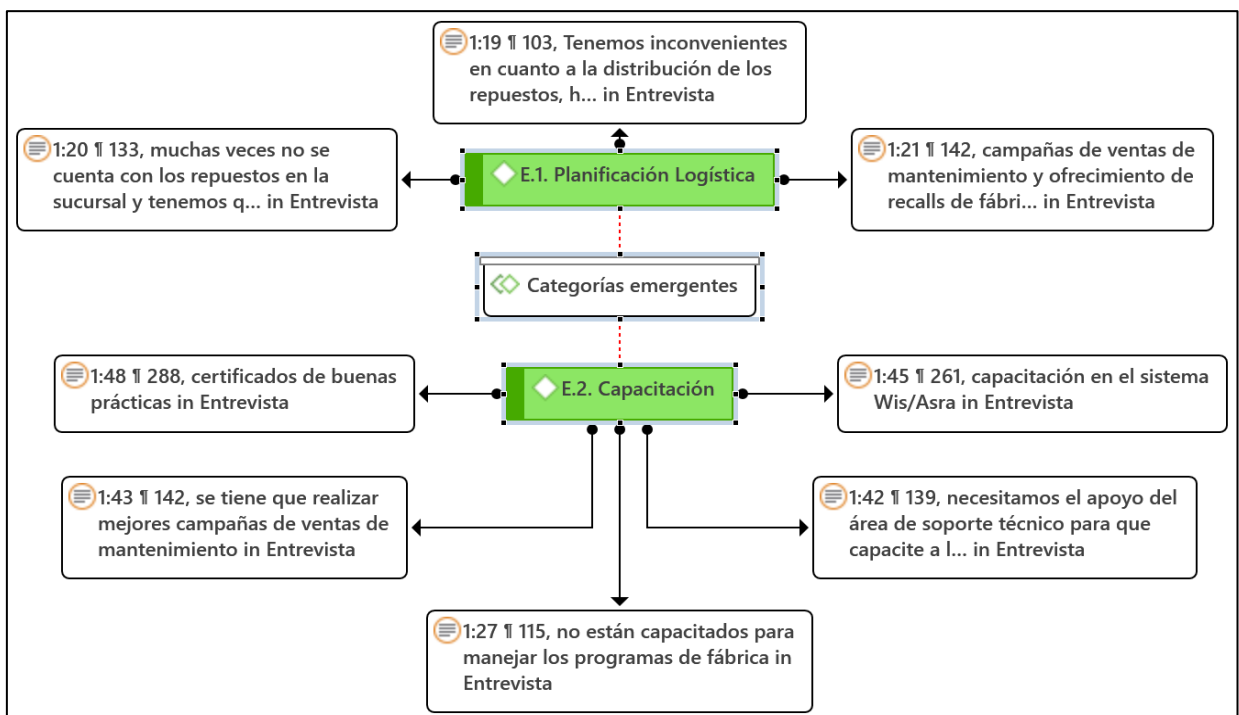 1:19 ¶ 103, Tenemos inconvenientes
en cuanto a la distribución de los
repuestos, h... in Entrevista
1:20 ¶ 133, muchas veces no se
cuenta con los repuestos en la
sucursal y tenemos q... in Entrevista
E.1. Planificación Logística
1:21 ¶ 142, campañas de ventas de
mantenimiento y ofrecimiento de
recalls de fábri... in Entrevista
Categorías emergentes
1:48 ¶ 288, certificados de buenas
prácticas in Entrevista
E.2. Capacitación
1:45 ¶ 261, capacitación en el sistema
Wis/Asra in Entrevista
1:43 ¶ 142, se tiene que realizar
mejores campañas de ventas de
mantenimiento in Entrevista
1:42 ¶ 139, necesitamos el apoyo del
área de soporte técnico para que
capacite a l... in Entrevista
1:27 ¶ 115, no están capacitados para
manejar los programas de fábrica in
Entrevista